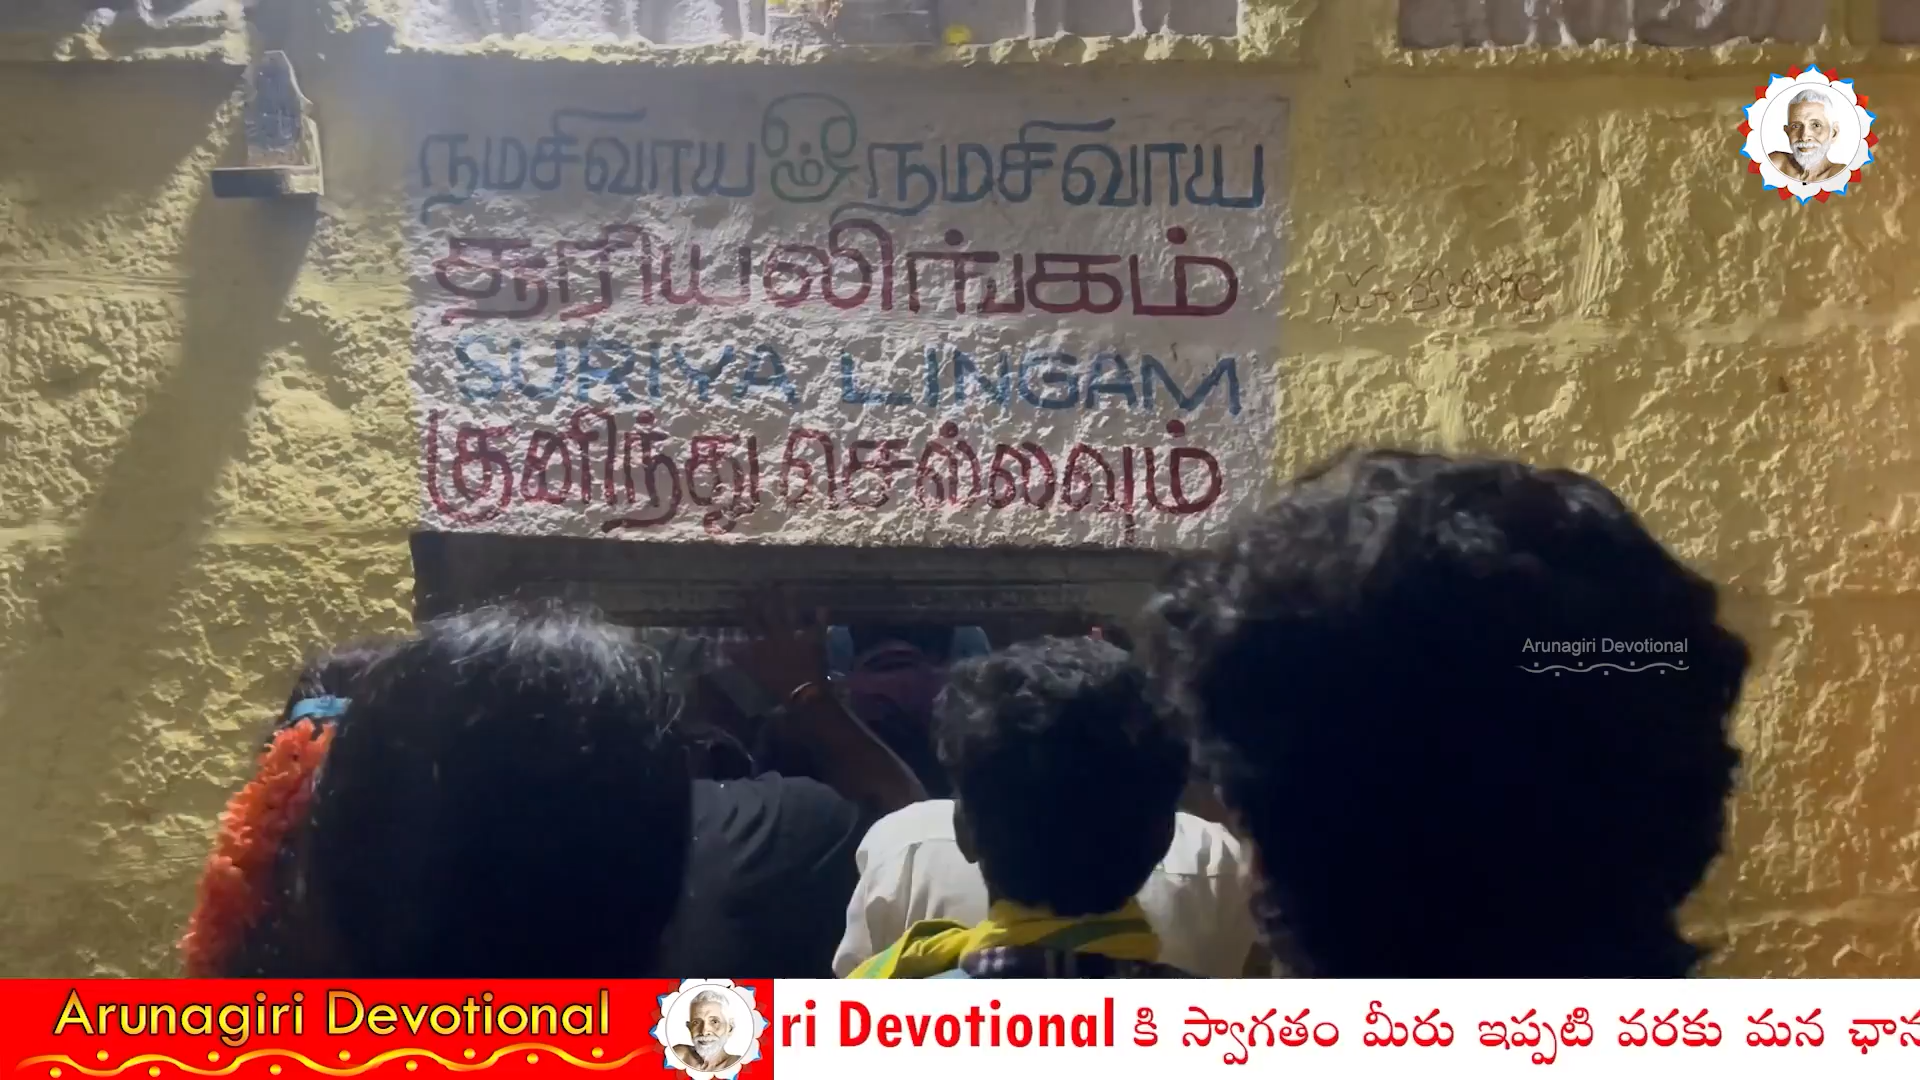 நமசிவாய ஓம் நமசிவாய
சூரியலிங்கம்
SURIYA LINGAM
குனிந்து செல்லவும்
Arunagiri Devotional
Arunagiri Devotional
ri Devotional కి స్వాగతం మీరు ఇప్పటి వరకు మన ఛాన